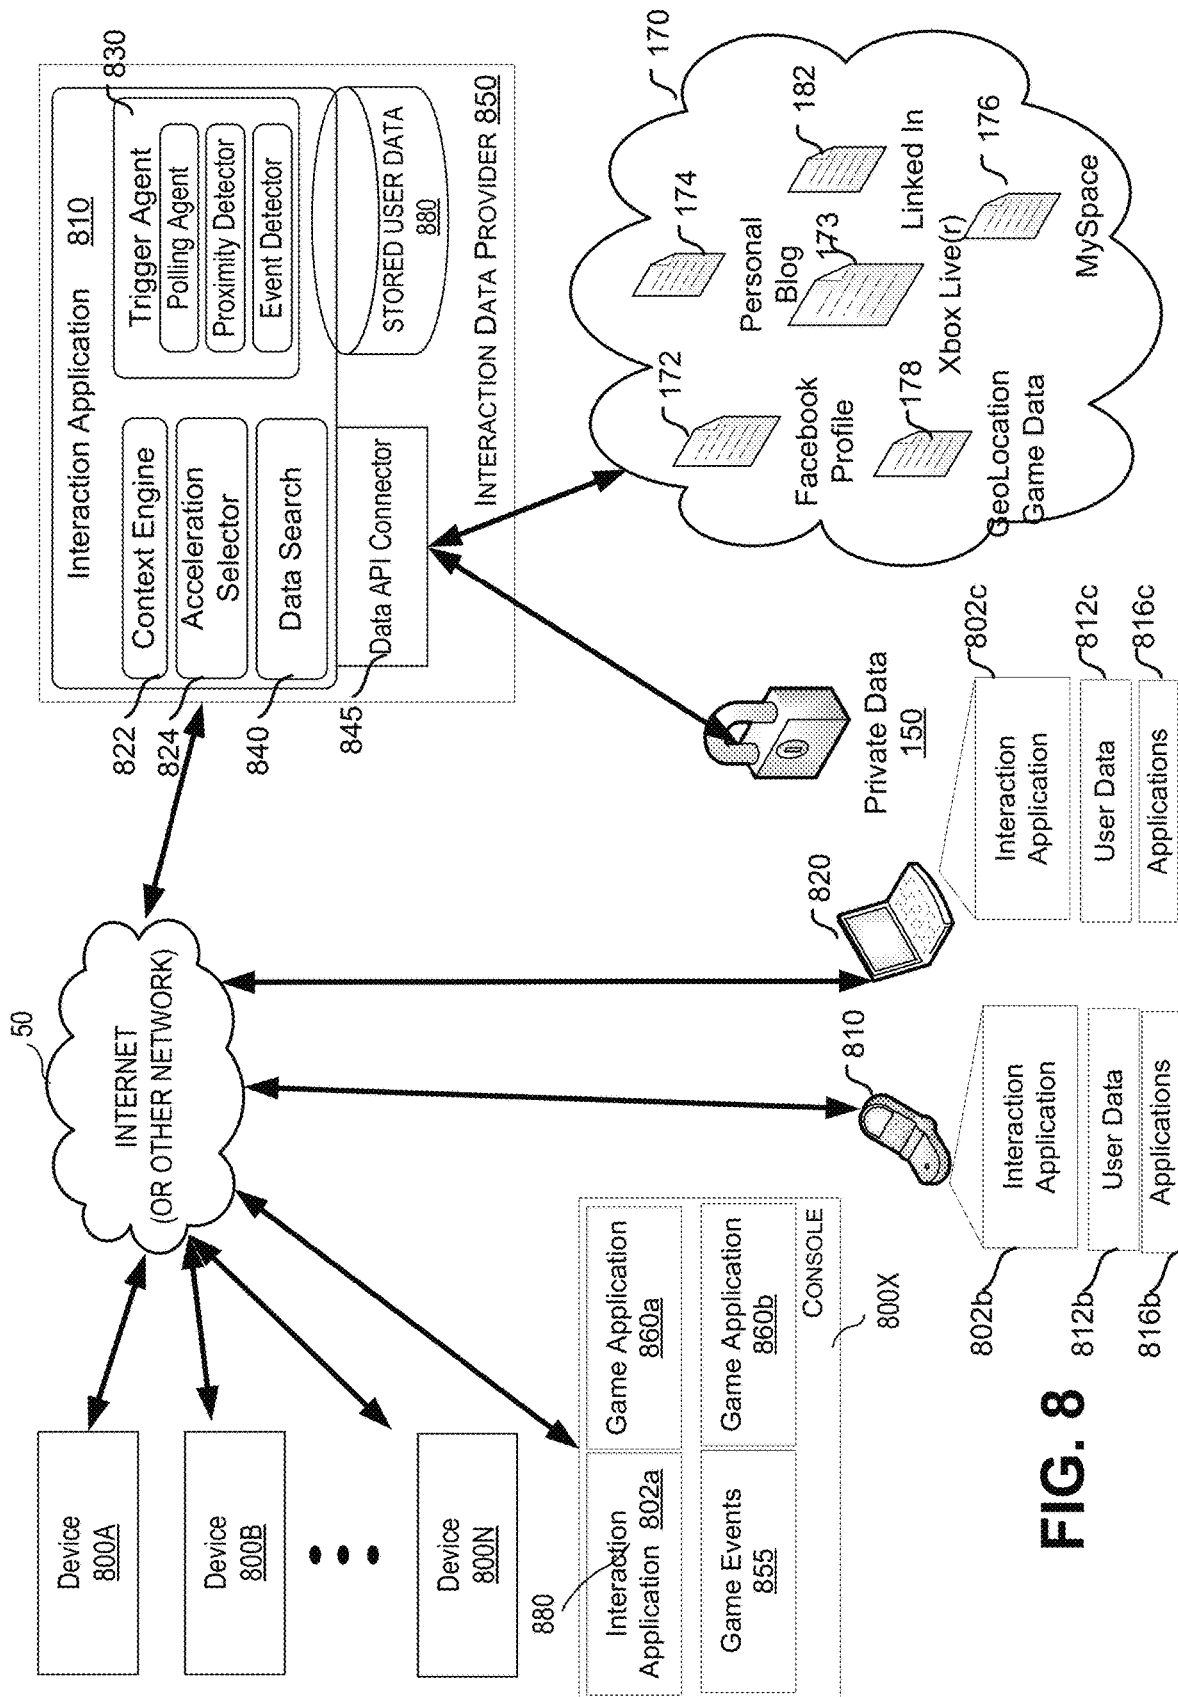 Device
800A
Device
800B
Device
800N
50
INTERNET
(OR OTHER NETWORK)
Interaction Application 810
822
Context Engine
824
Acceleration
Selector
840
Data Search
845
Data API Connector
830
Trigger Agent
Polling Agent
Proximity Detector
Event Detector
STORED USER DATA
880
INTERACTION DATA PROVIDER 850
880
Interaction
Application 802a
Game Application
860a
Game Events
855
Game Application
860b
CONSOLE
800X
810
802b
Interaction
Application
812b
User Data
816b
Applications
820
802c
Interaction
Application
812c
User Data
816c
Applications
Private Data
150
170
172
Facebook
Profile
174
Personal
Blog
182
Linked In
173
Xbox Live(r)
176
MySpace
178
GeoLocation
Game Data
FIG. 8